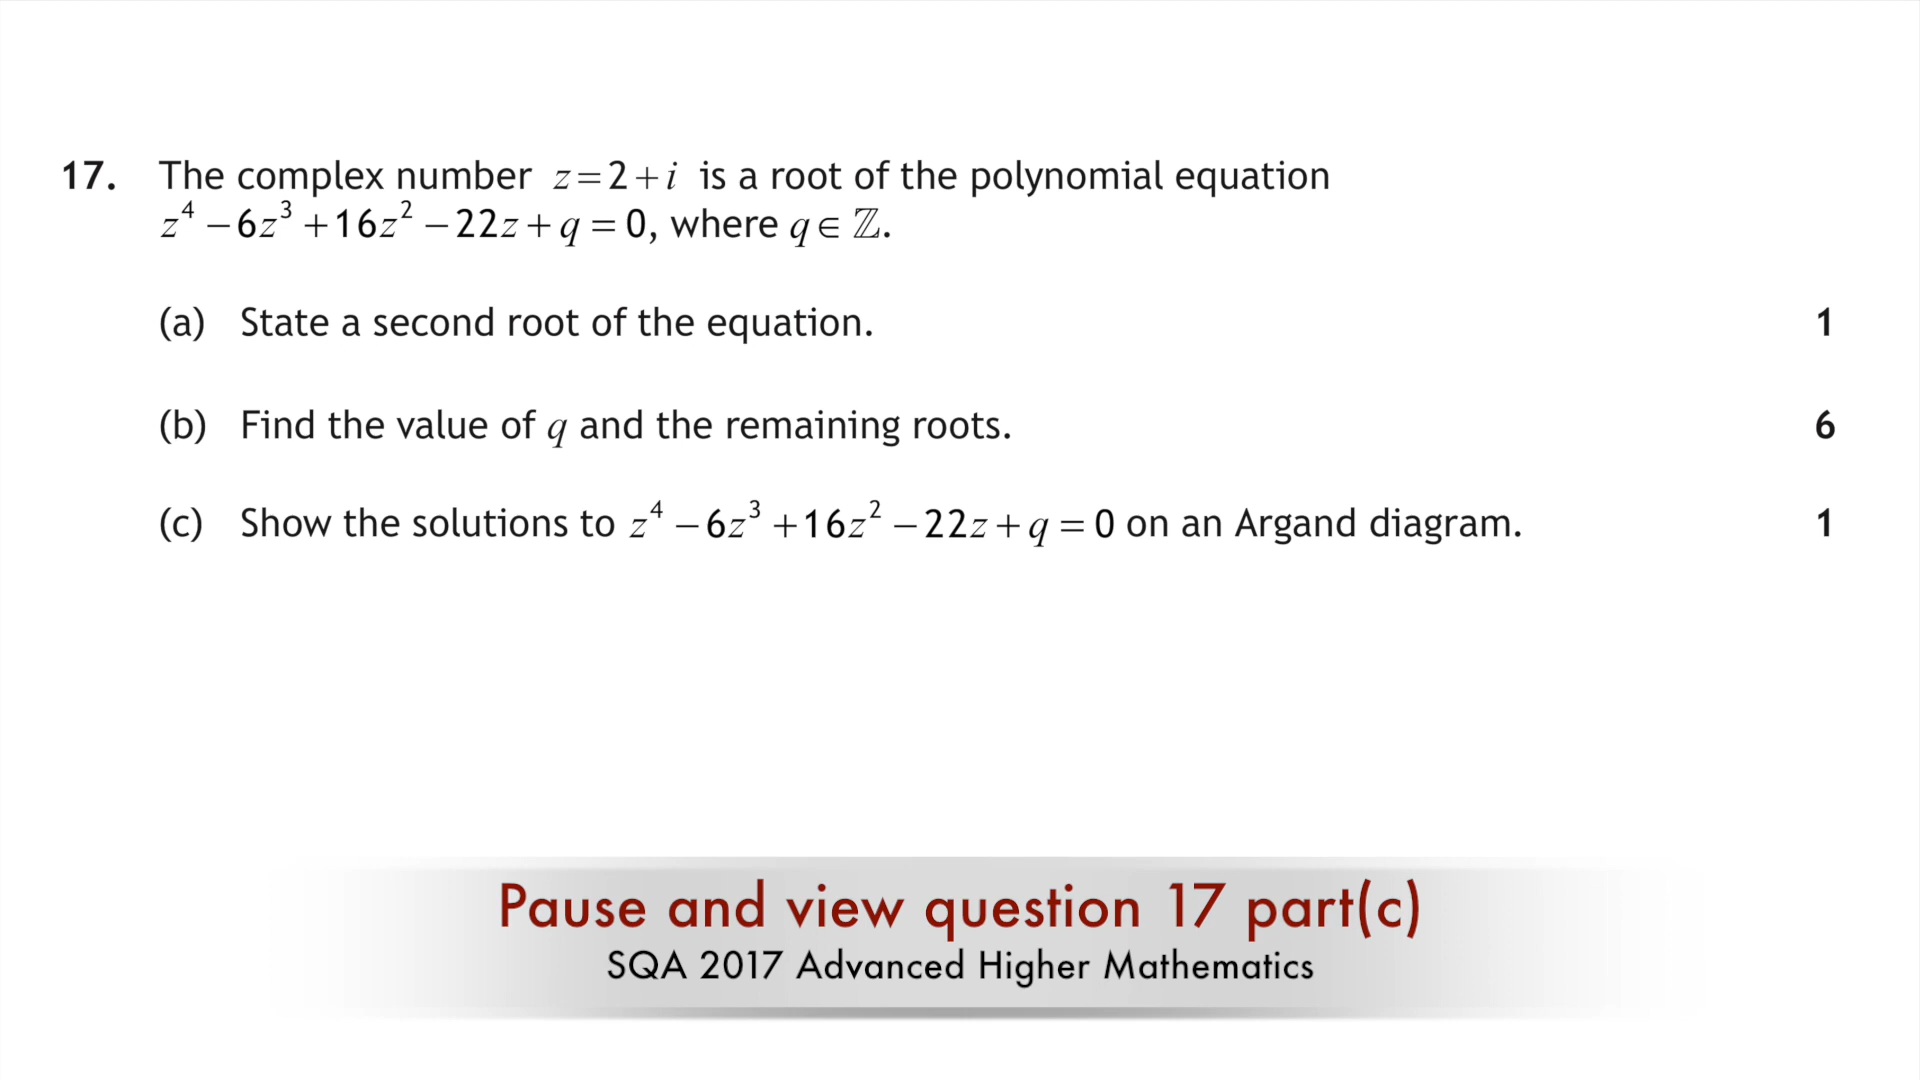 17. The complex number z=2+i is a root of the polynomial equation
z⁴ −6z³ +16z² −22z+q = 0, where q∈ ℤ.
(a) State a second root of the equation. 1
(b) Find the value of q and the remaining roots. 6
(c) Show the solutions to z⁴ −6z³ +16z² −22z+q = 0 on an Argand diagram. 1
Pause and view question 17 part(c)
SQA 2017 Advanced Higher Mathematics